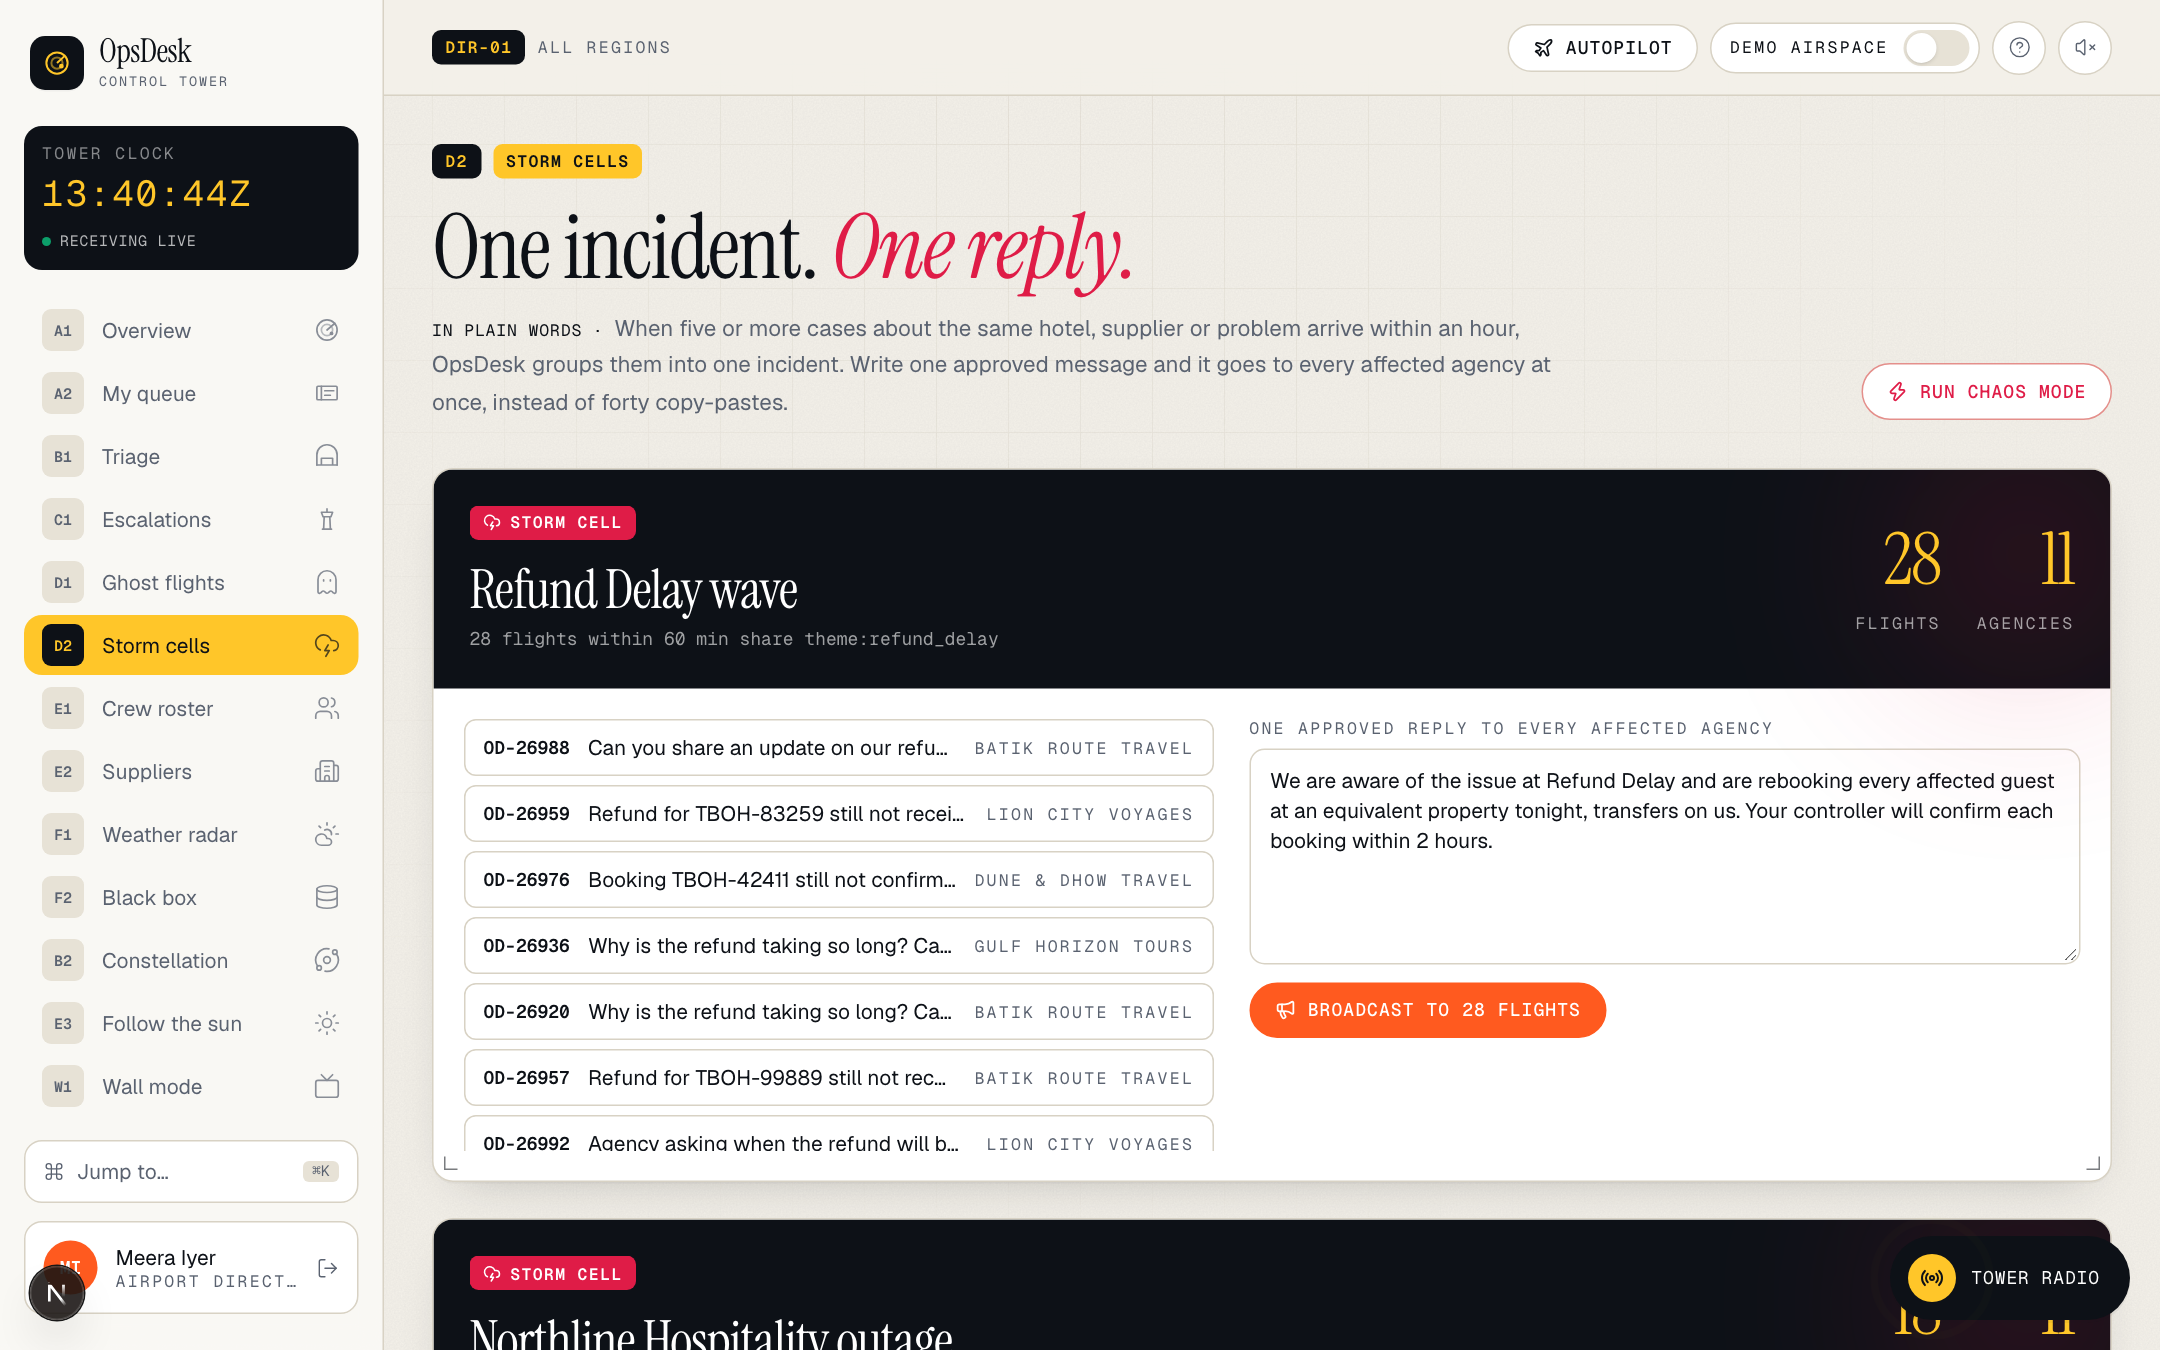 OpsDesk
CONTROL TOWER
TOWER CLOCK
13:40:44Z
RECEIVING LIVE
A1 Overview
A2 My queue
B1 Triage
C1 Escalations
D1 Ghost flights
D2 Storm cells
E1 Crew roster
E2 Suppliers
F1 Weather radar
F2 Black box
B2 Constellation
E3 Follow the sun
W1 Wall mode
⌘ Jump to… ⌘K
Meera Iyer
AIRPORT DIRECT…
N
DIR-01 ALL REGIONS
AUTOPILOT
DEMO AIRSPACE
D2 STORM CELLS
One incident. One reply.
IN PLAIN WORDS · When five or more cases about the same hotel, supplier or problem arrive within an hour,
OpsDesk groups them into one incident. Write one approved message and it goes to every affected agency at
once, instead of forty copy-pastes.
RUN CHAOS MODE
STORM CELL
Refund Delay wave
28 flights within 60 min share theme:refund_delay
28 11
FLIGHTS AGENCIES
OD-26988 Can you share an update on our refu… BATIK ROUTE TRAVEL
OD-26959 Refund for TBOH-83259 still not recei… LION CITY VOYAGES
OD-26976 Booking TBOH-42411 still not confirm… DUNE & DHOW TRAVEL
OD-26936 Why is the refund taking so long? Ca… GULF HORIZON TOURS
OD-26920 Why is the refund taking so long? Ca… BATIK ROUTE TRAVEL
OD-26957 Refund for TBOH-99889 still not rec… BATIK ROUTE TRAVEL
OD-26992 Agency asking when the refund will b… LION CITY VOYAGES
ONE APPROVED REPLY TO EVERY AFFECTED AGENCY
We are aware of the issue at Refund Delay and are rebooking every affected guest
at an equivalent property tonight, transfers on us. Your controller will confirm each
booking within 2 hours.
BROADCAST TO 28 FLIGHTS
STORM CELL
Northline Hospitality outage
11
TOWER RADIO